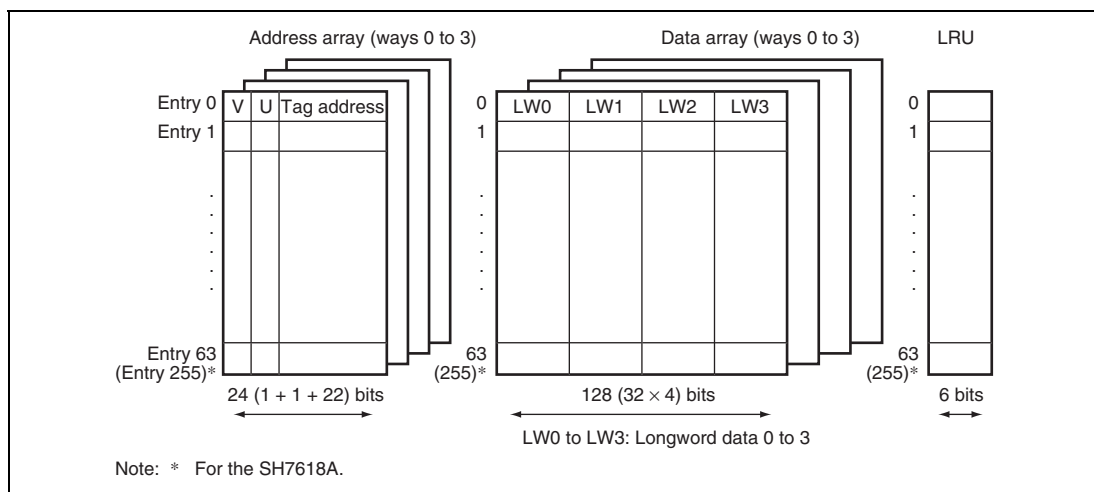 Address array (ways 0 to 3) Data array (ways 0 to 3) LRU
Entry 0 V U Tag address 0 LW0 LW1 LW2 LW3 0
Entry 1 1 1
Entry 63 63 63
(Entry 255)* (255)* (255)*
24 (1 + 1 + 22) bits 128 (32 × 4) bits 6 bits
LW0 to LW3: Longword data 0 to 3
Note: * For the SH7618A.